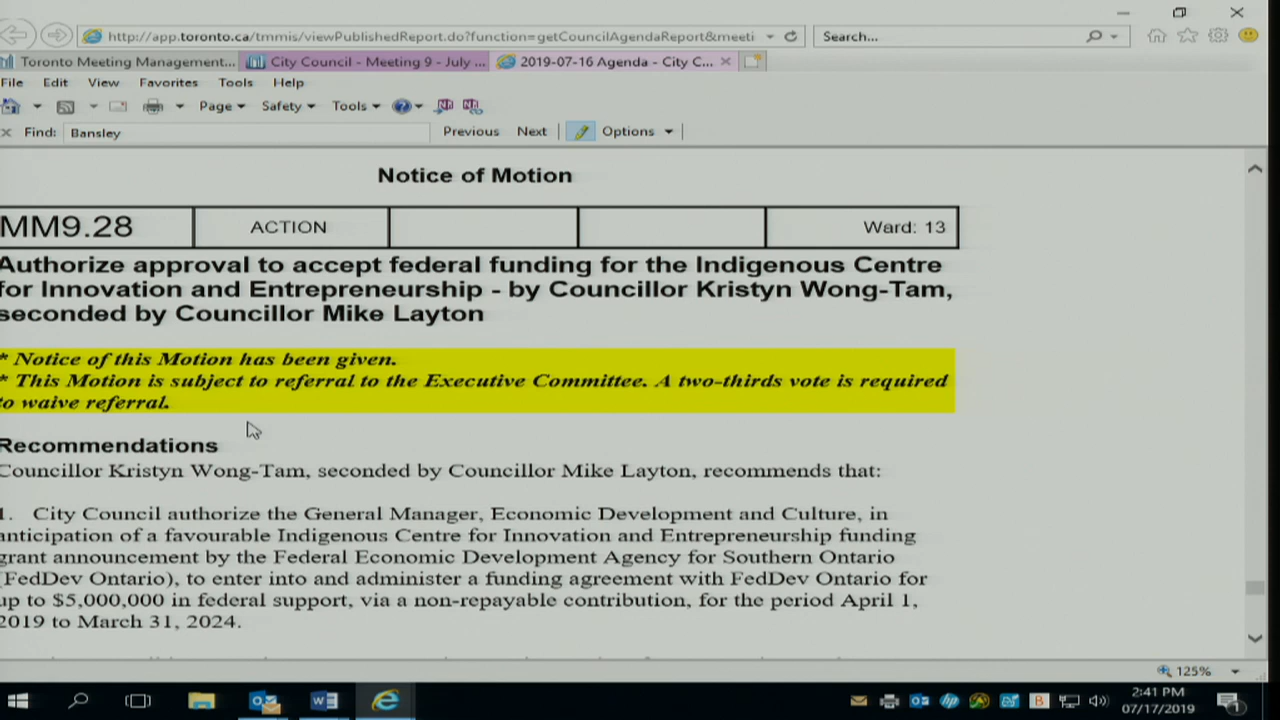 http://app.toronto.ca/tmmis/viewPublishedReport.do?function=getCouncilAgendaReport&meeti
Search...
Toronto Meeting Management...
City Council - Meeting 9 - July ...
2019-07-16 Agenda - City C...
File Edit View Favorites Tools Help
Page Safety Tools
Find: Bansley Previous Next Options
Notice of Motion
MM9.28 ACTION Ward: 13
Authorize approval to accept federal funding for the Indigenous Centre
for Innovation and Entrepreneurship - by Councillor Kristyn Wong-Tam,
seconded by Councillor Mike Layton
* Notice of this Motion has been given.
* This Motion is subject to referral to the Executive Committee. A two-thirds vote is required
to waive referral.
Recommendations
Councillor Kristyn Wong-Tam, seconded by Councillor Mike Layton, recommends that:
1. City Council authorize the General Manager, Economic Development and Culture, in
anticipation of a favourable Indigenous Centre for Innovation and Entrepreneurship funding
grant announcement by the Federal Economic Development Agency for Southern Ontario
(FedDev Ontario), to enter into and administer a funding agreement with FedDev Ontario for
up to $5,000,000 in federal support, via a non-repayable contribution, for the period April 1,
2019 to March 31, 2024.
125%
2:41 PM
07/17/2019